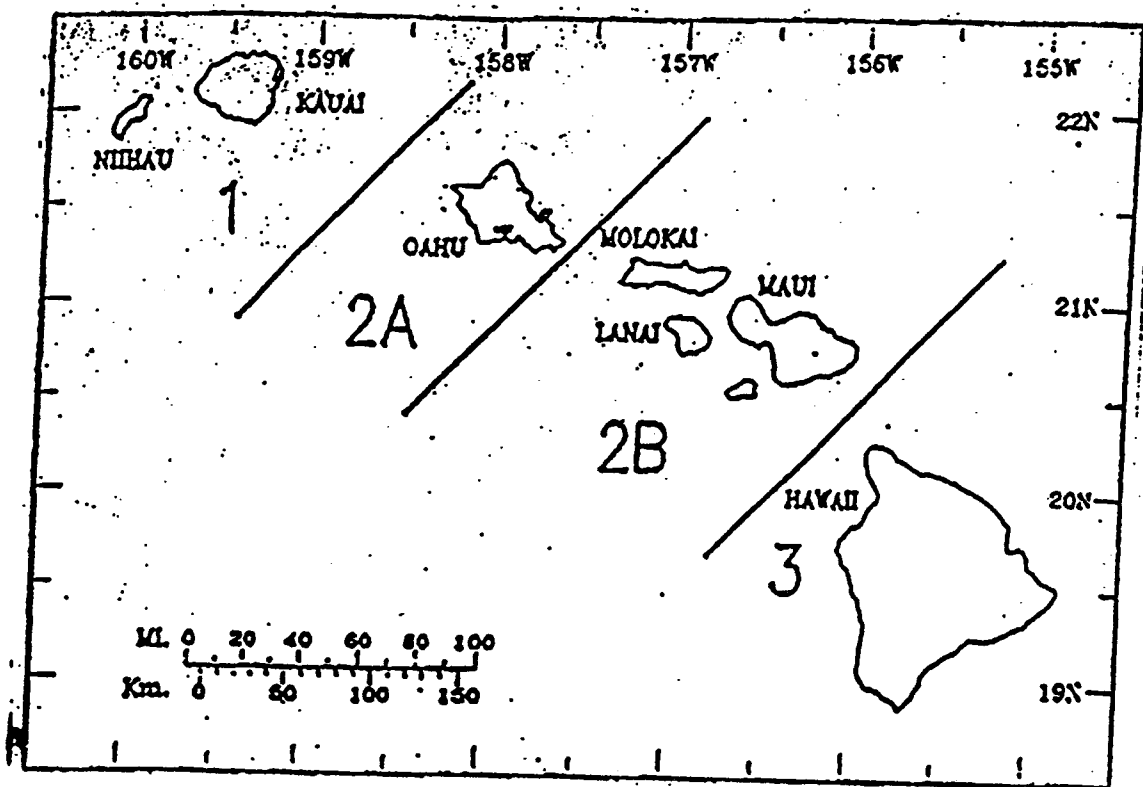 160W 159W 158W 157W 156W 155W
KAUAI
22N
NIIHAU
1
OAHU
MOLOKAI
MAUI
21N
2A
LANAI
2B
HAWAII
20N
3
MI. 0 20 40 60 80 100
Km. 0 50 100 150
19N